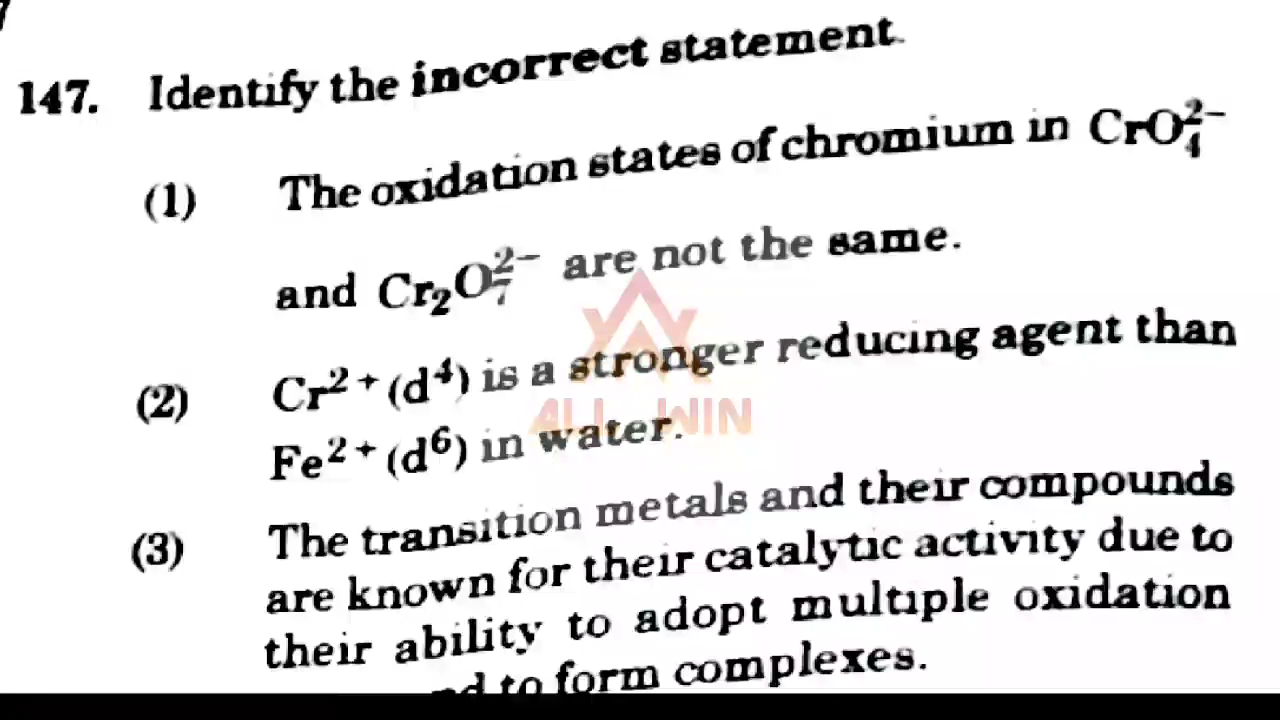 147. Identify the incorrect statement.
(1) The oxidation states of chromium in CrO₄²⁻
and Cr₂O₇²⁻ are not the same.
(2) Cr²⁺(d⁴) is a stronger reducing agent than
ALL WIN
Fe²⁺(d⁶) in water.
(3) The transition metals and their compounds
are known for their catalytic activity due to
their ability to adopt multiple oxidation
to form complexes.